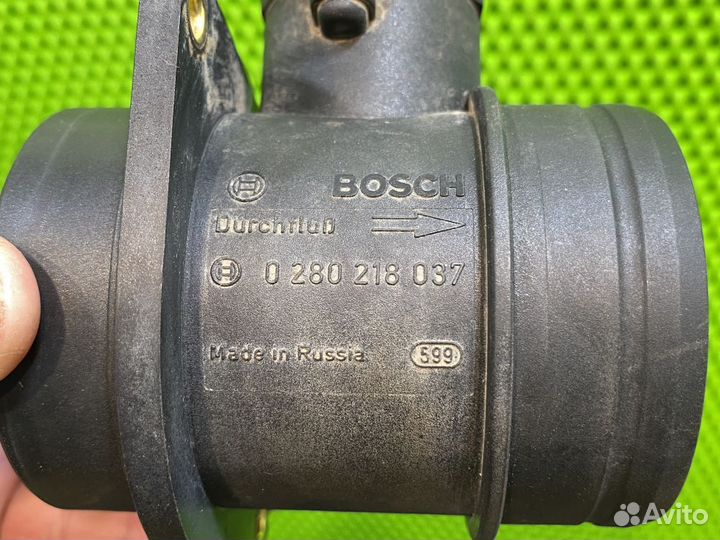 BOSCH
Durchfluß
0 280 218 037
Made in Russia 599
Avito